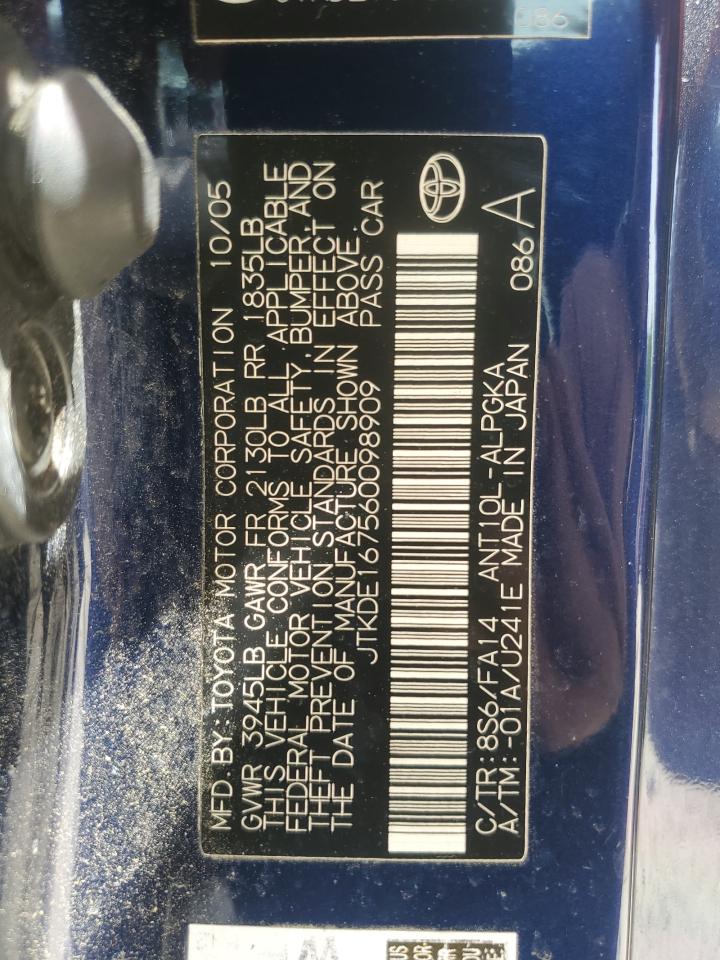 086
MFD.BY:TOYOTA MOTOR CORPORATION 10/05
GVWR 3945LB GAWR FR 2130LB RR 1835LB
THIS VEHICLE CONFORMS TO ALL APPLICABLE
FEDERAL MOTOR VEHICLE SAFETY,BUMPER,AND
THEFT PREVENTION STANDARDS IN EFFECT ON
THE DATE OF MANUFACTURE SHOWN ABOVE.
JTKDE167560098909 PASS CAR
C/TR:8S6/FA14 ANT10L-ALPGKA
A/TM:-01A/U241E MADE IN JAPAN 086 A